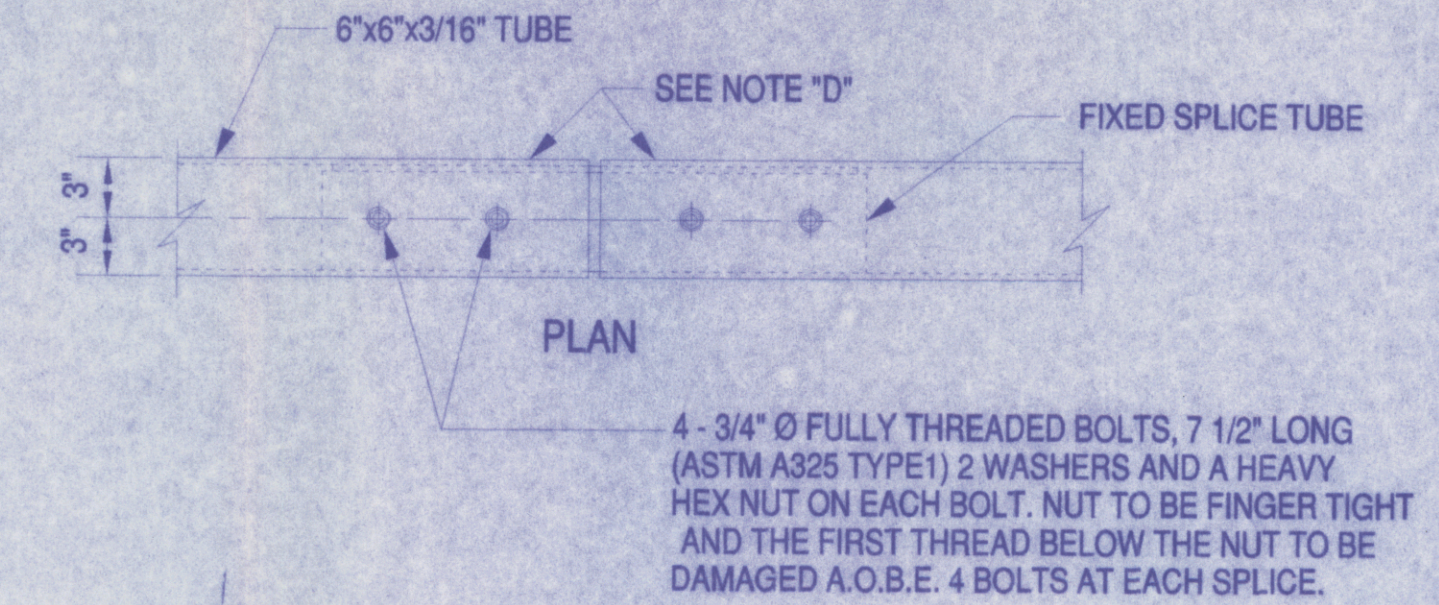 6"x6"x3/16" TUBE
SEE NOTE "D"
FIXED SPLICE TUBE
3"
3"
PLAN
4 - 3/4" Ø FULLY THREADED BOLTS, 7 1/2" LONG
(ASTM A325 TYPE1) 2 WASHERS AND A HEAVY
HEX NUT ON EACH BOLT. NUT TO BE FINGER TIGHT
AND THE FIRST THREAD BELOW THE NUT TO BE
DAMAGED A.O.B.E. 4 BOLTS AT EACH SPLICE.